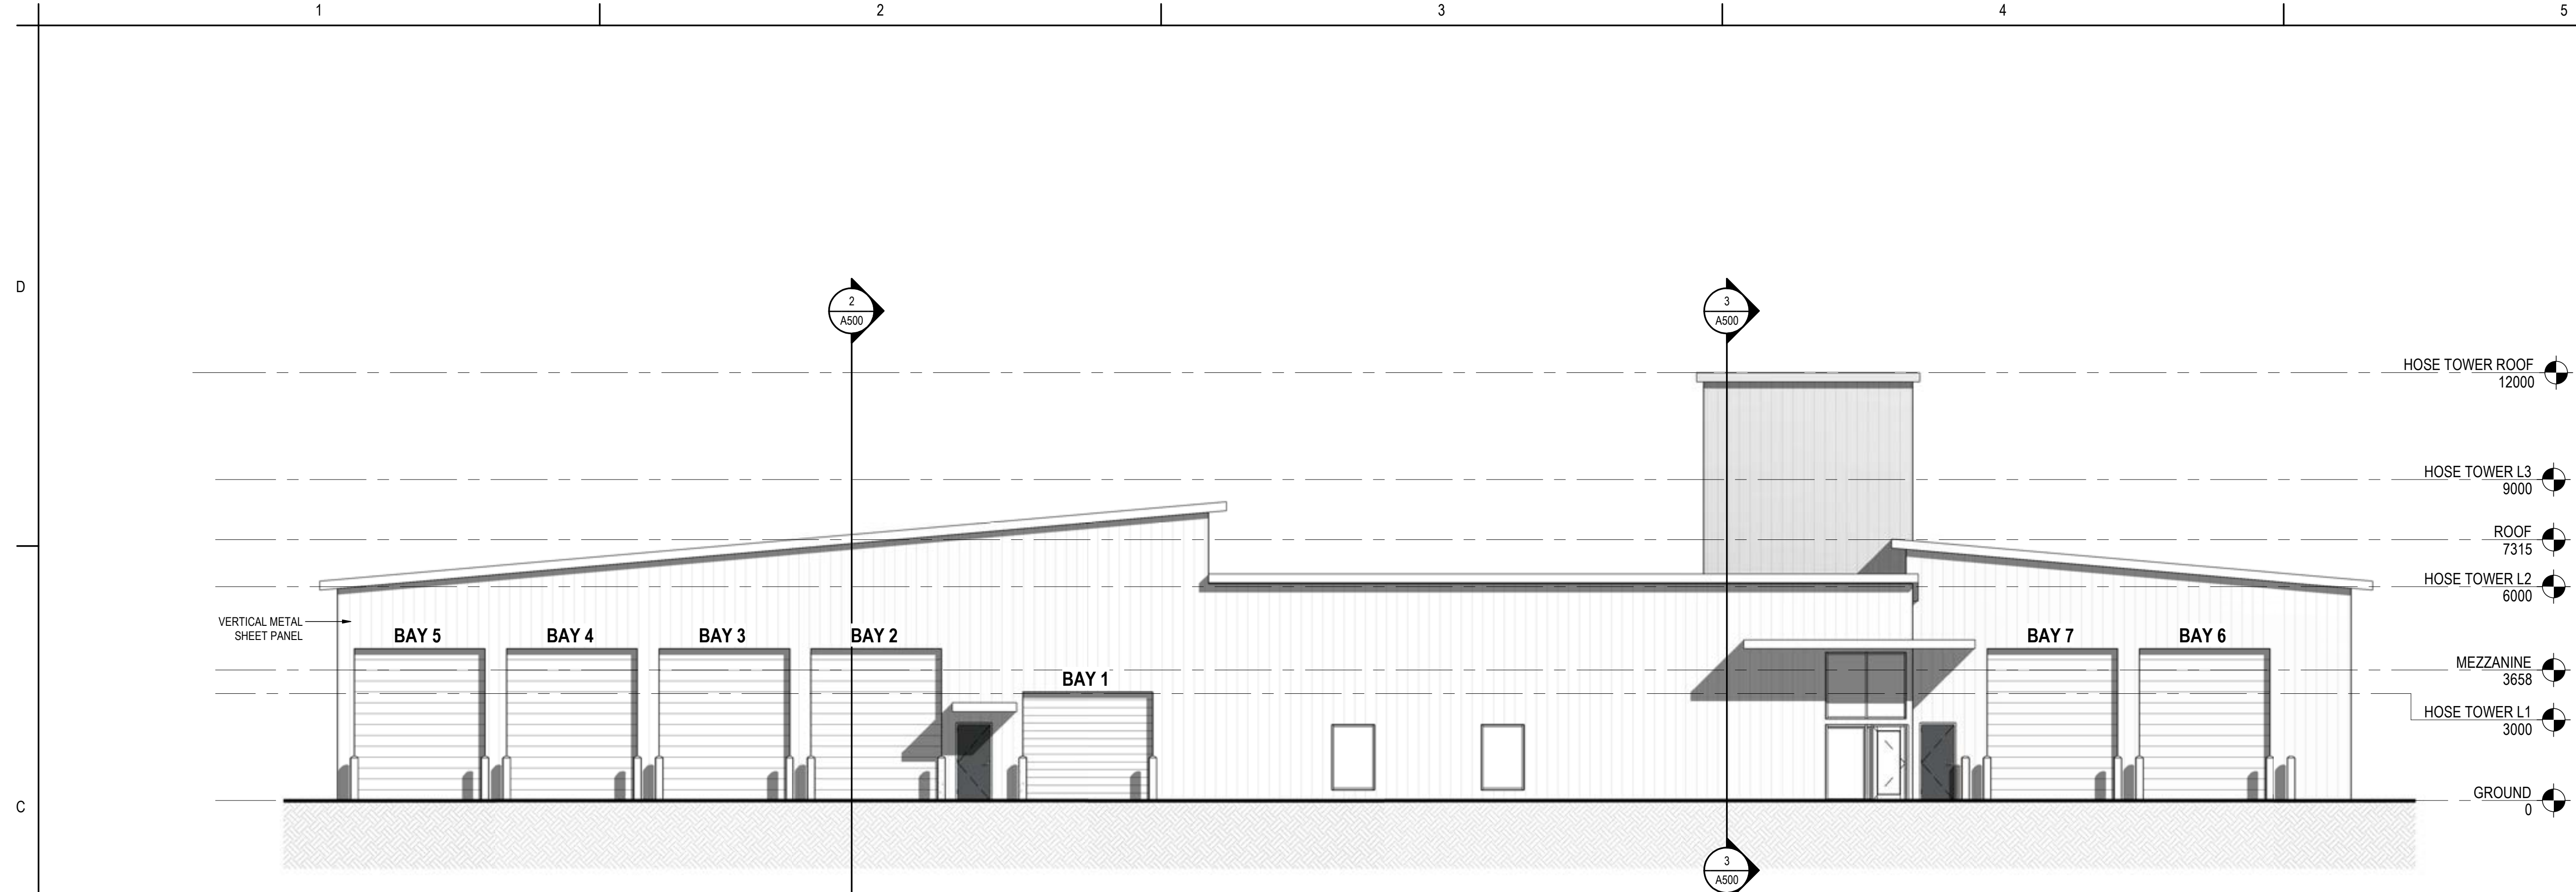 1
2
3
4
5
D
2
A500
3
A500
HOSE TOWER ROOF
12000
HOSE TOWER L3
9000
ROOF
7315
HOSE TOWER L2
6000
VERTICAL METAL
SHEET PANEL
BAY 5
BAY 4
BAY 3
BAY 2
BAY 1
BAY 7
BAY 6
MEZZANINE
3658
HOSE TOWER L1
3000
C
GROUND
0
3
A500